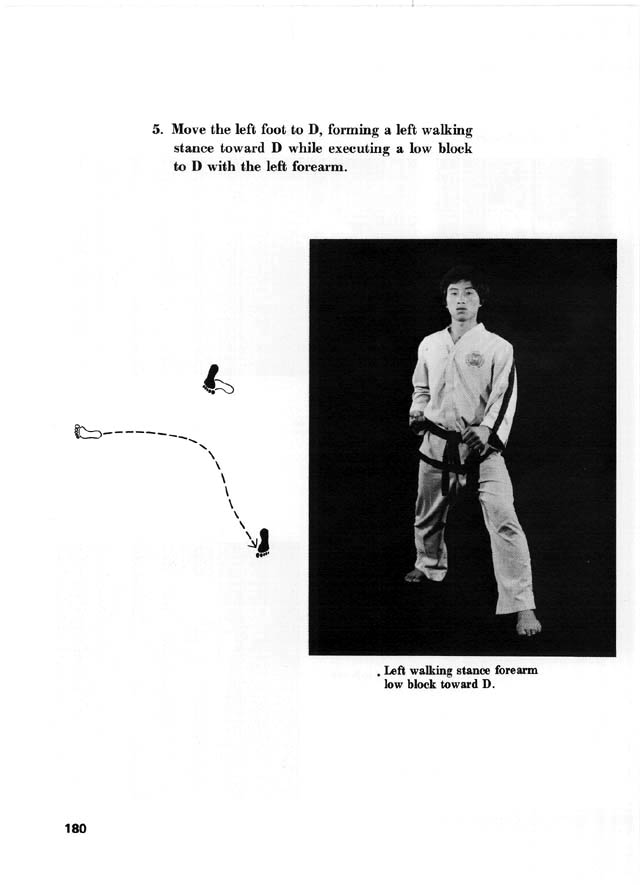 5. Move the left foot to D, forming a left walking
stance toward D while executing a low block
to D with the left forearm.
. Left walking stance forearm
low block toward D.
180